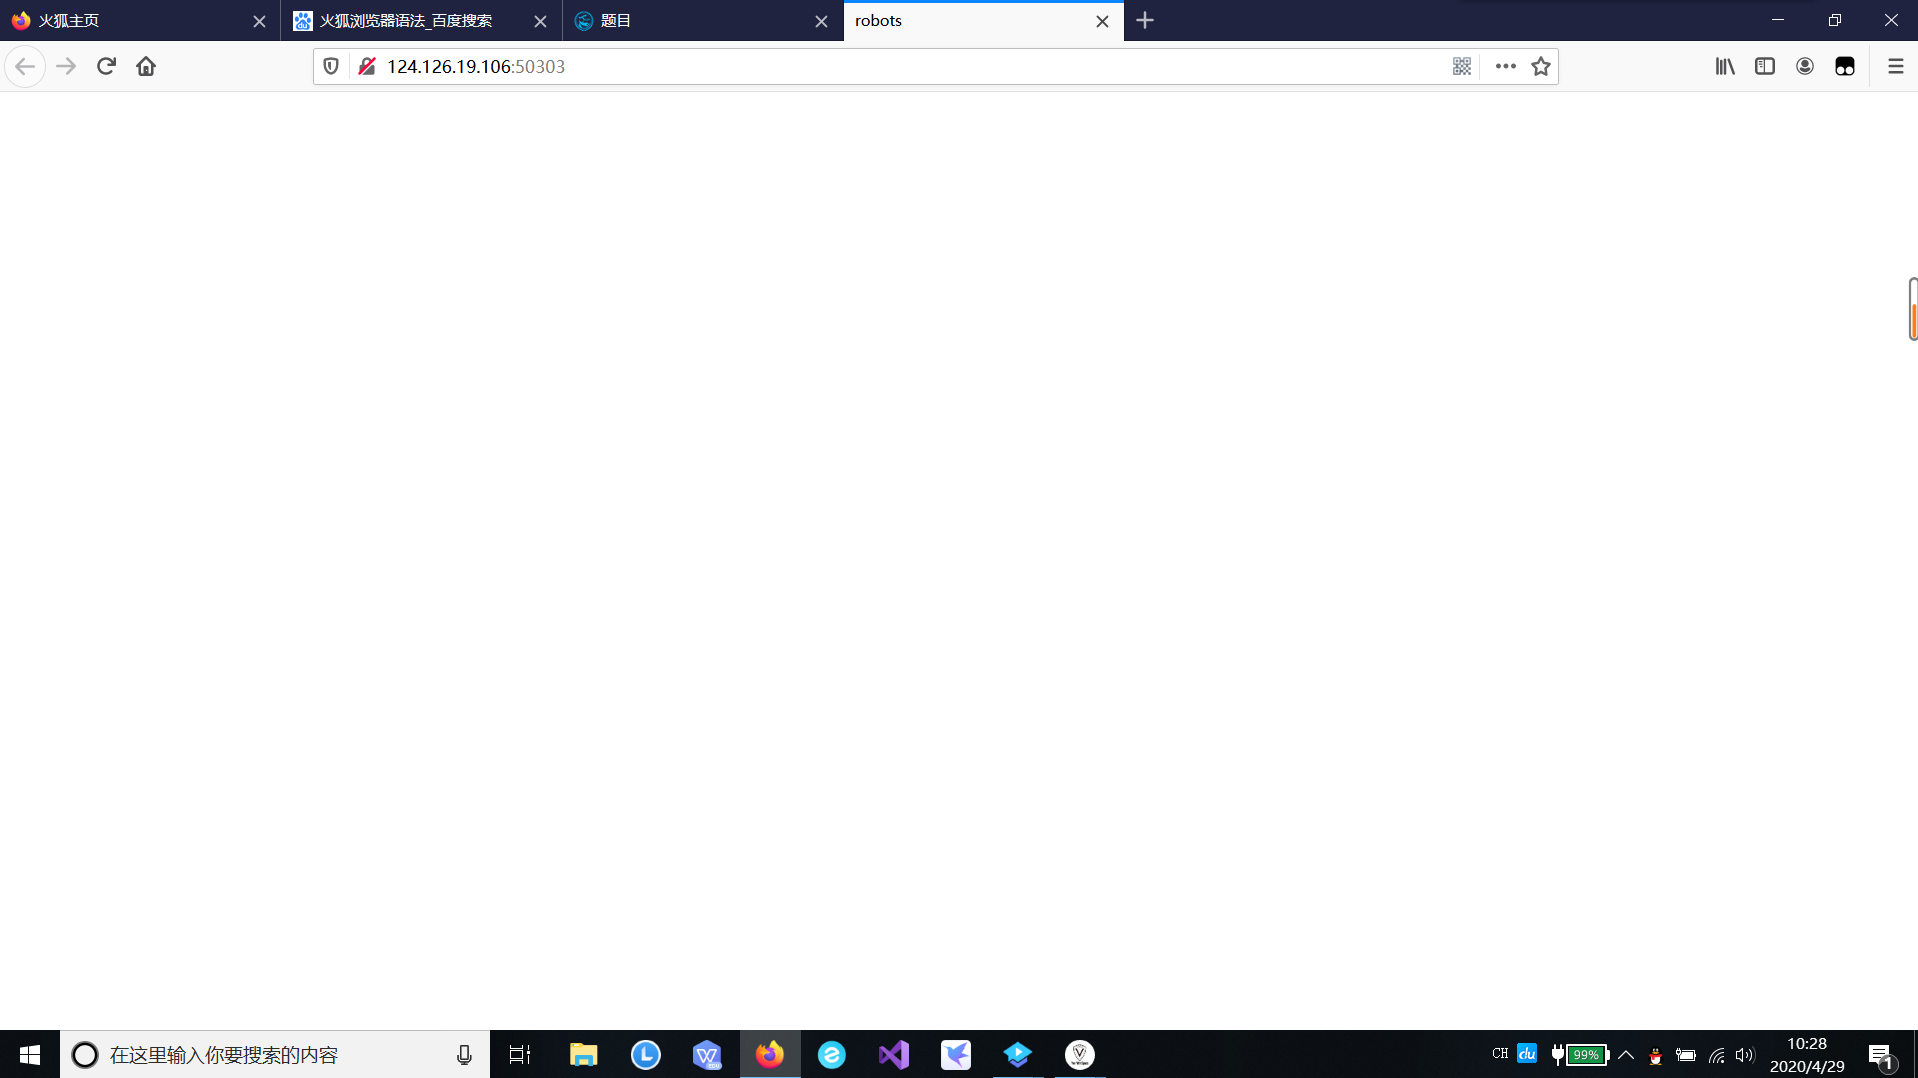 火狐主页
火狐浏览器语法_百度搜索
题目
robots
124.126.19.106:50303
在这里输入你要搜索的内容
CH
du
99%
10:28
2020/4/29
1